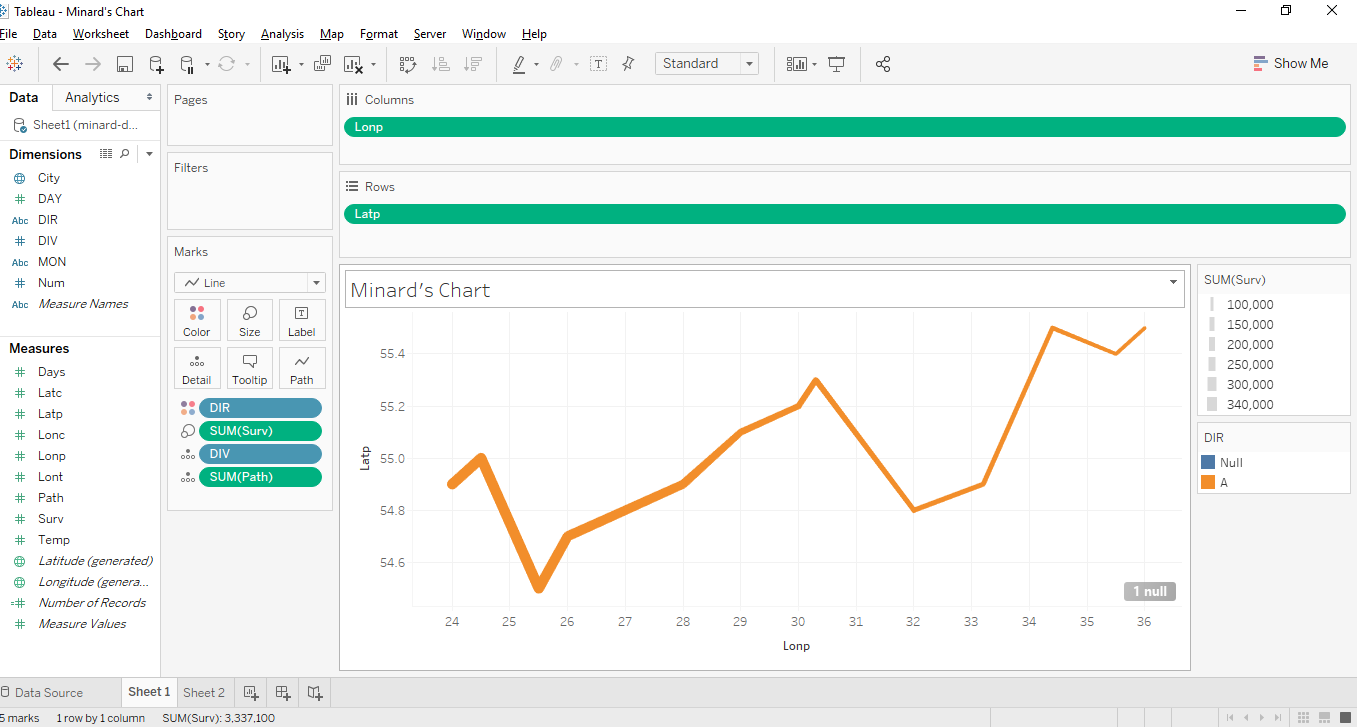 Tableau - Minard's Chart
File Data Worksheet Dashboard Story Analysis Map Format Server Window Help
Standard
Show Me
Data
Analytics
Sheet1 (minard-d...
Dimensions
City
DAY
Abc DIR
DIV
Abc MON
Num
Abc Measure Names
Measures
Days
Latc
Latp
Lonc
Lonp
Lont
Path
Surv
Temp
Latitude (generated)
Longitude (genera...
Number of Records
Measure Values
Pages
Filters
Marks
Line
Color Size Label
Detail Tooltip Path
DIR
SUM(Surv)
DIV
SUM(Path)
Columns
Lonp
Rows
Latp
Minard's Chart
Latp
55.4
55.2
55.0
54.8
54.6
1 null
24 25 26 27 28 29 30 31 32 33 34 35 36
Lonp
SUM(Surv)
100,000
150,000
200,000
250,000
300,000
340,000
DIR
Null
A
Data Source
Sheet 1
Sheet 2
5 marks 1 row by 1 column SUM(Surv): 3,337,100